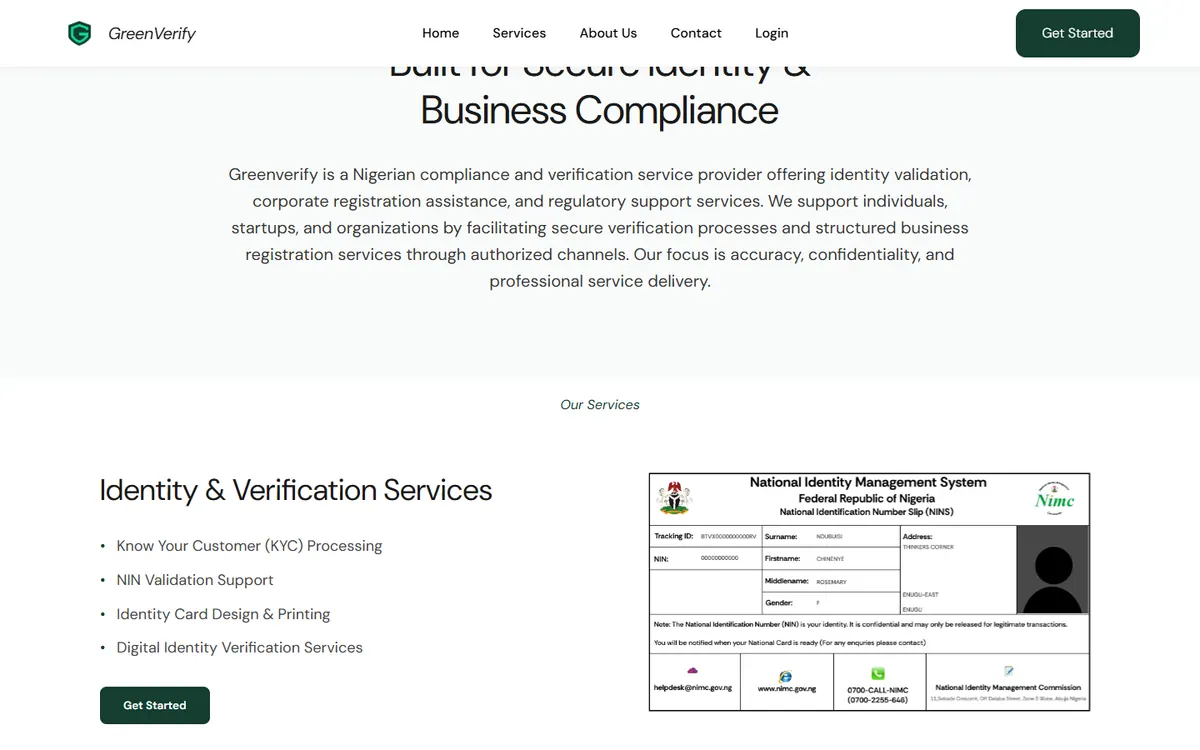 GreenVerify
Home
Services
About Us
Contact
Login
Get Started
Built for Secure Identity &
Business Compliance
Greenverify is a Nigerian compliance and verification service provider offering identity validation,
corporate registration assistance, and regulatory support services. We support individuals,
startups, and organizations by facilitating secure verification processes and structured business
registration services through authorized channels. Our focus is accuracy, confidentiality, and
professional service delivery.
Our Services
Identity & Verification Services
• Know Your Customer (KYC) Processing
• NIN Validation Support
• Identity Card Design & Printing
• Digital Identity Verification Services
Get Started
National Identity Management System
Federal Republic of Nigeria
National Identification Number Slip (NINS)
Nimc
Tracking ID:
Surname: NDUBUISI
Address:
THINKERS CORNER
NIN: 00000000000
Firstname: CHINENYE
Middlename: ROSEMARY
ENUGU-EAST
Gender: F
ENUGU
Note: The National Identification Number (NIN) is your identity. It is confidential and may only be released for legitimate transactions.
You will be notified when your National Card is ready (For any enquries please contact)
helpdesk@nimc.gov.ng
www.nimc.gov.ng
0700-CALL-NIMC
(0700-2255-646)
National Identity Management Commission